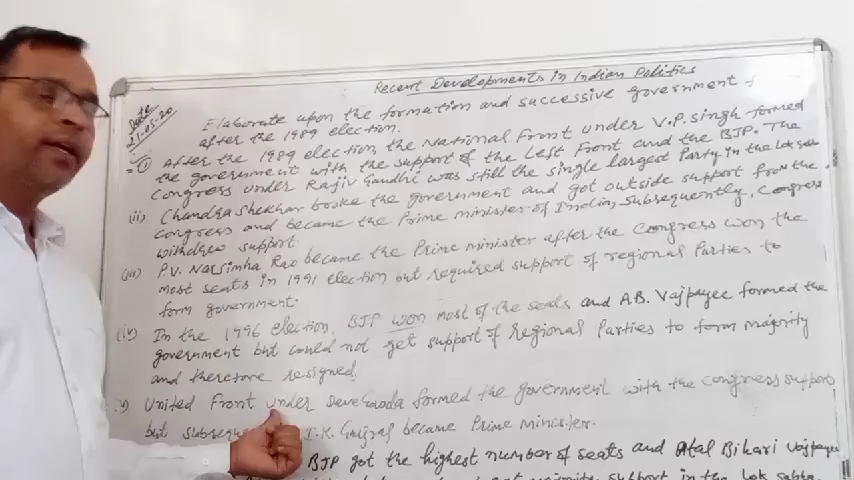 Recent Developments in Indian Politics
Date
21-05-20
Elaborate upon the formation and successive government
after the 1989 election.
(i) After the 1989 election, the National Front under V.P. Singh formed
the government with the support of the Left Front and the BJP. The
Congress under Rajiv Gandhi was still the single largest Party in the Lok
(ii) Chandra Shekhar broke the government and got outside support from the
congress and became the Prime minister of India, subsequently, Congress
withdrew support.
(iii) P.V. Narsimha Rao became the Prime minister after the Congress won the
most seats in 1991 election but required support of regional Parties to
form government.
(iv) In the 1996 election, BJP won most of the seats and A.B. Vajpayee formed the
government but could not get support of regional Parties to form majority
and therefore resigned.
United Front under formed the government with the Congress support
but I.K. Gujral became Prime minister.
BJP got the highest number of seats and Atal Bihari Vajpayee
support in the Lok Sabha.